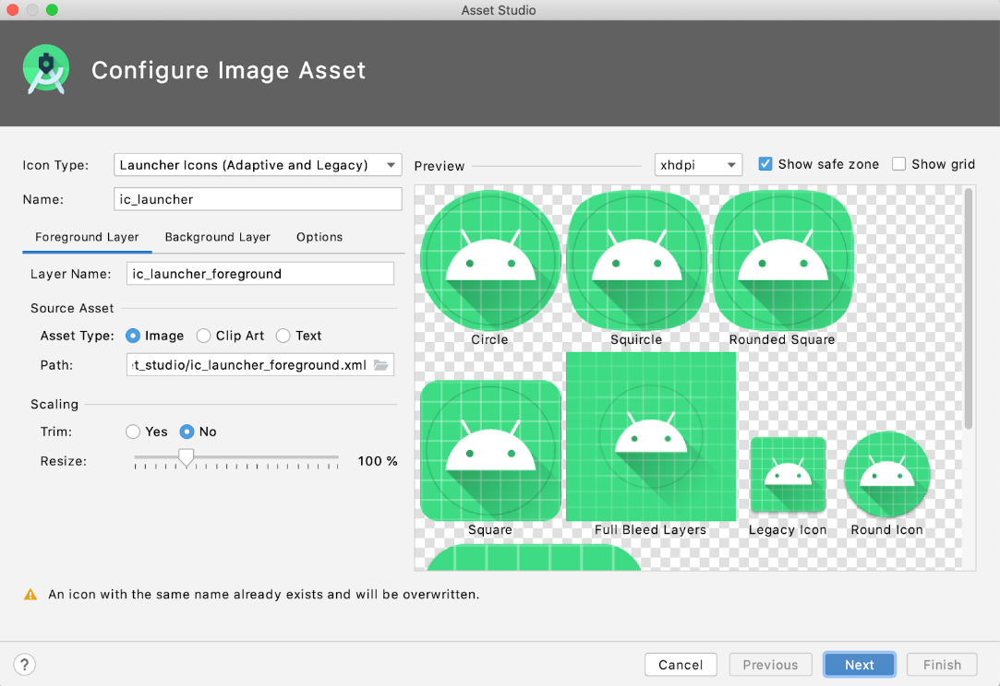 Asset Studio
Configure Image Asset
Icon Type: Launcher Icons (Adaptive and Legacy)
Name: ic_launcher
Foreground Layer Background Layer Options
Layer Name: ic_launcher_foreground
Source Asset
Asset Type: Image Clip Art Text
Path: t_studio/ic_launcher_foreground.xml
Scaling
Trim: Yes No
Resize: 100 %
Preview xhdpi Show safe zone Show grid
Circle Squircle Rounded Square
Square Full Bleed Layers Legacy Icon Round Icon
An icon with the same name already exists and will be overwritten.
? Cancel Previous Next Finish